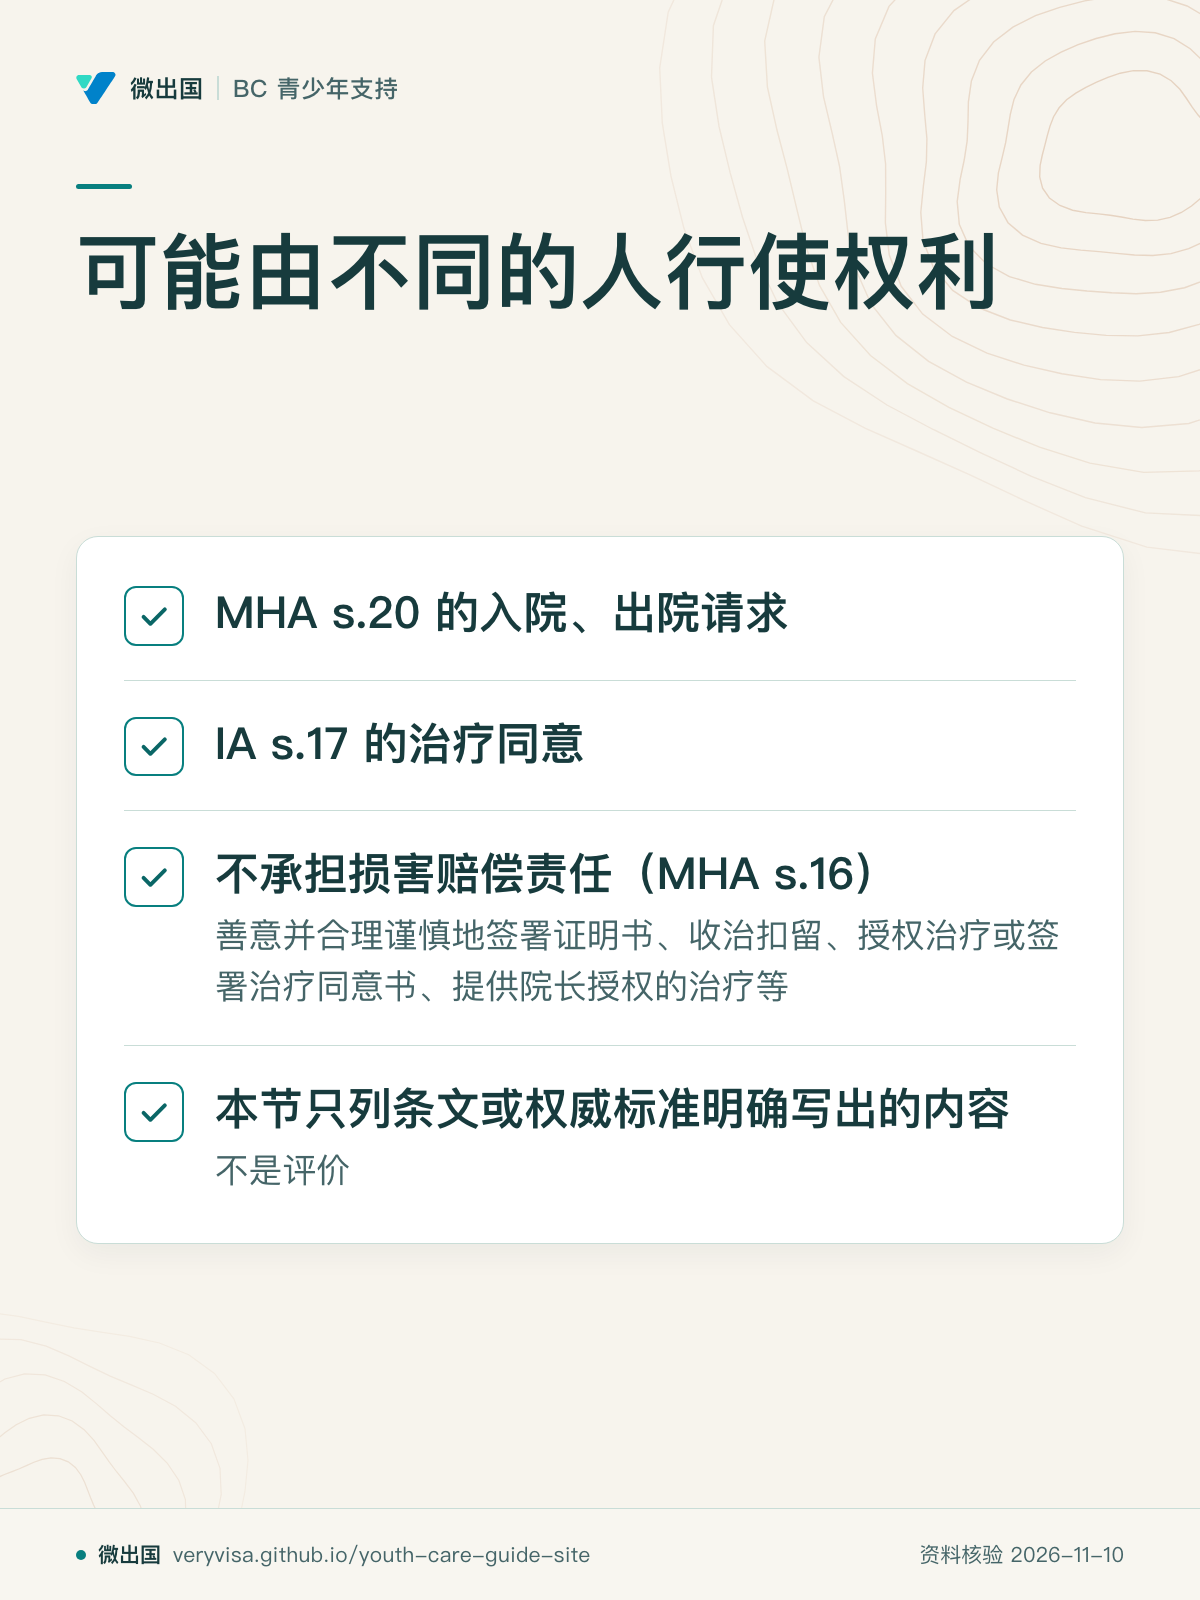 微出国 | BC 青少年支持
可能由不同的人行使权利
MHA s.20 的入院、出院请求
IA s.17 的治疗同意
不承担损害赔偿责任（MHA s.16）
善意并合理谨慎地签署证明书、收治扣留、授权治疗或签
署治疗同意书、提供院长授权的治疗等
本节只列条文或权威标准明确写出的内容
不是评价
微出国 veryvisa.github.io/youth-care-guide-site
资料核验 2026-11-10